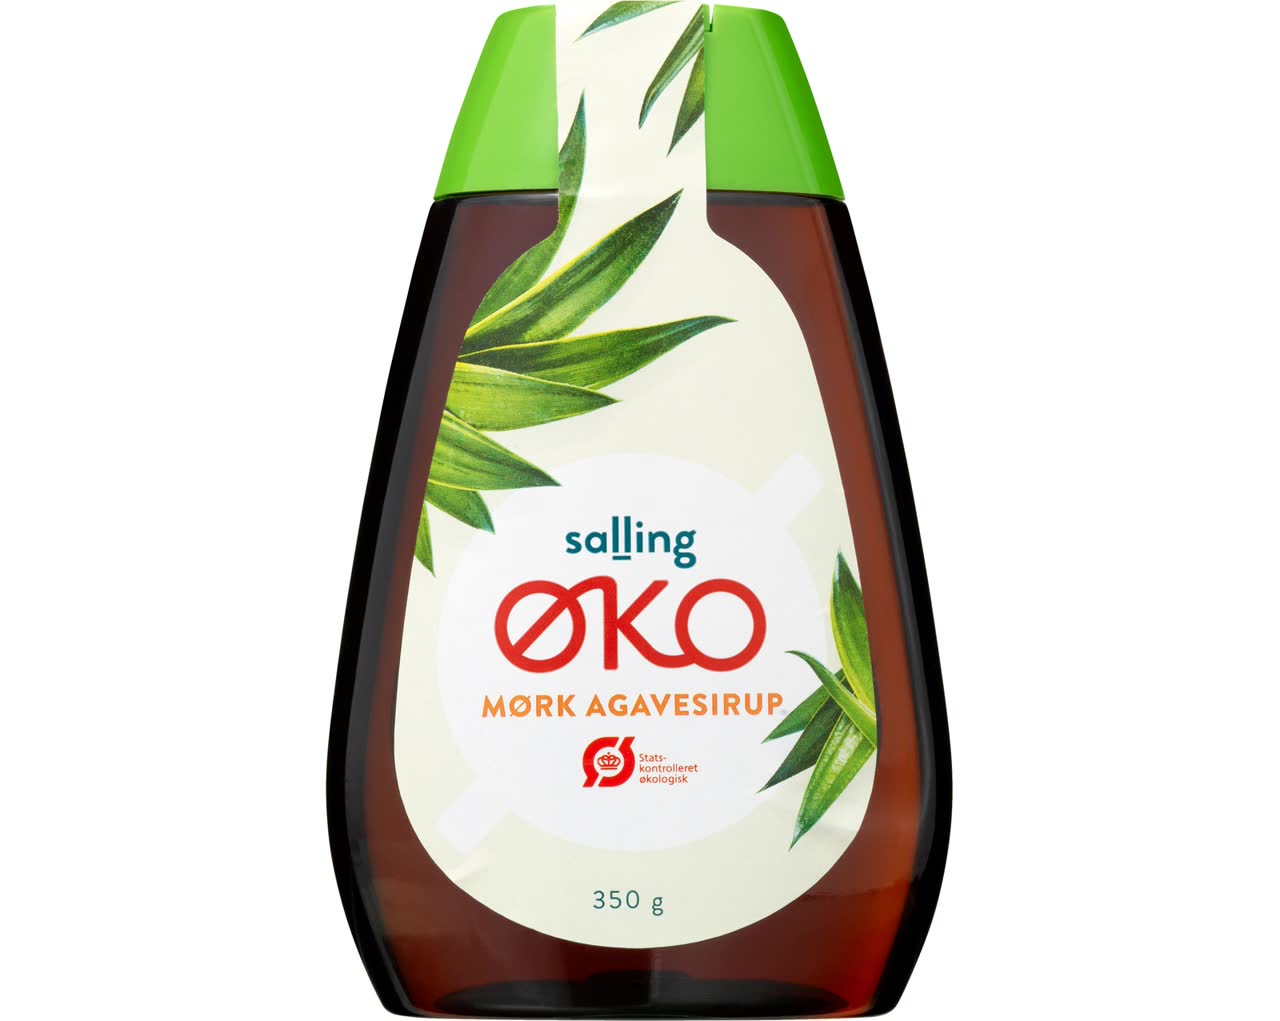 salling
ØKO
MØRK AGAVESIRUP
Stats-
kontrolleret
økologisk
350 g